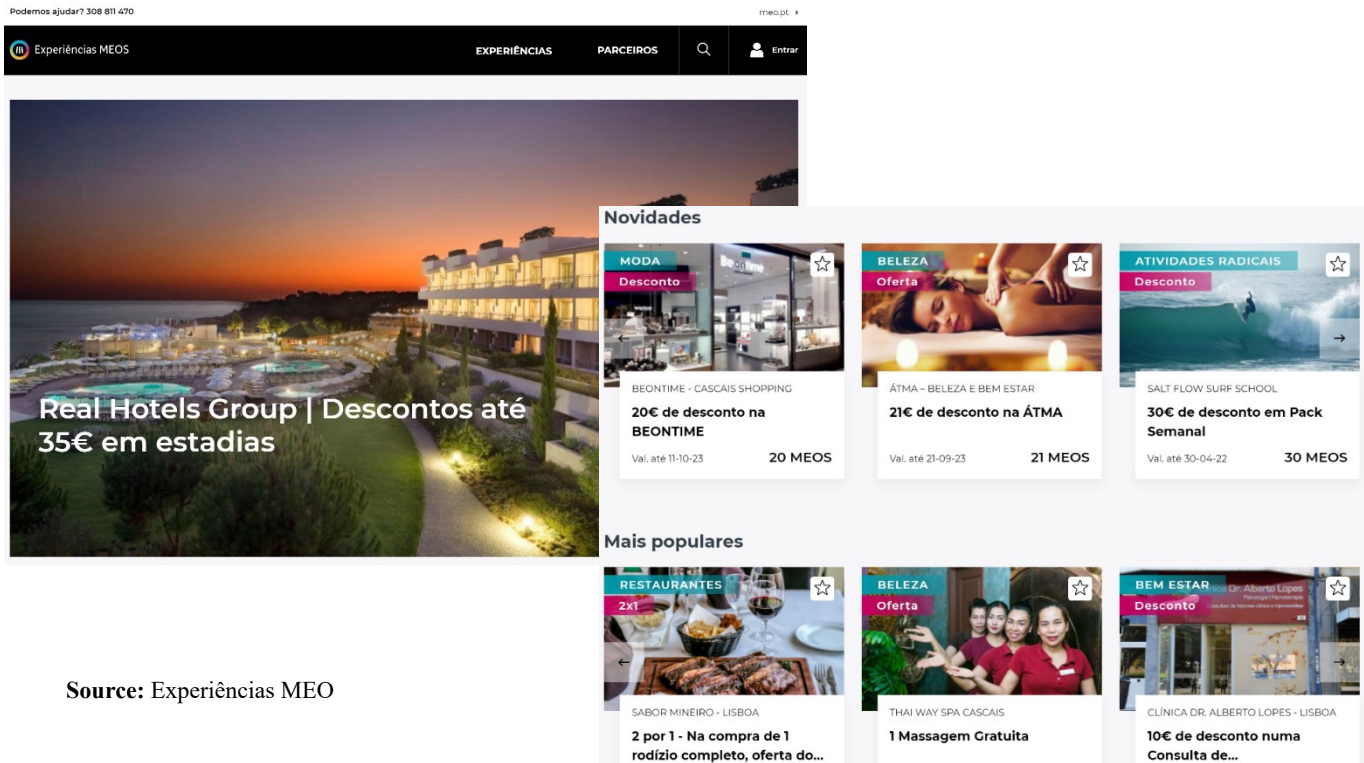 Podemos ajudar? 308 811 470
meo.pt ›
Experiências MEOS
EXPERIÊNCIAS
PARCEIROS
Entrar
Real Hotels Group | Descontos até
35€ em estadias
Novidades
MODA
Desconto
Beontime
BEONTIME - CASCAIS SHOPPING
20€ de desconto na
BEONTIME
Val. até 11-10-23
20 MEOS
BELEZA
Oferta
ÁTMA – BELEZA E BEM ESTAR
21€ de desconto na ÁTMA
Val. até 21-09-23
21 MEOS
ATIVIDADES RADICAIS
Desconto
SALT FLOW SURF SCHOOL
30€ de desconto em Pack
Semanal
Val. até 30-04-22
30 MEOS
Mais populares
RESTAURANTES
2x1
SABOR MINEIRO - LISBOA
2 por 1 - Na compra de 1
rodízio completo, oferta do...
BELEZA
Oferta
THAI WAY SPA CASCAIS
1 Massagem Gratuita
BEM ESTAR
Desconto
Dr. Alberto Lopes
CLÍNICA DR. ALBERTO LOPES - LISBOA
10€ de desconto numa
Consulta de...
Source: Experiências MEO